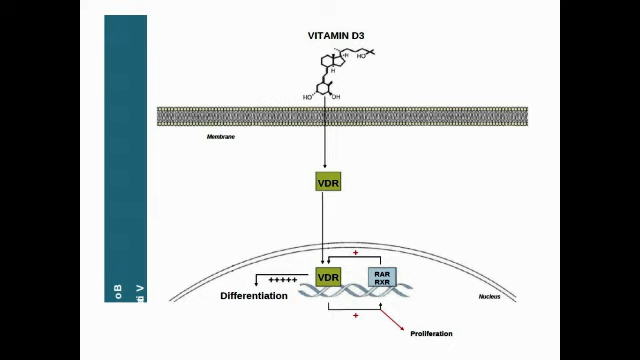 VITAMIN D3
HO
HO
OH
H
H
Membrane
VDR
+
VDR
RAR
RXR
+++++
Differentiation
Nucleus
+
Proliferation